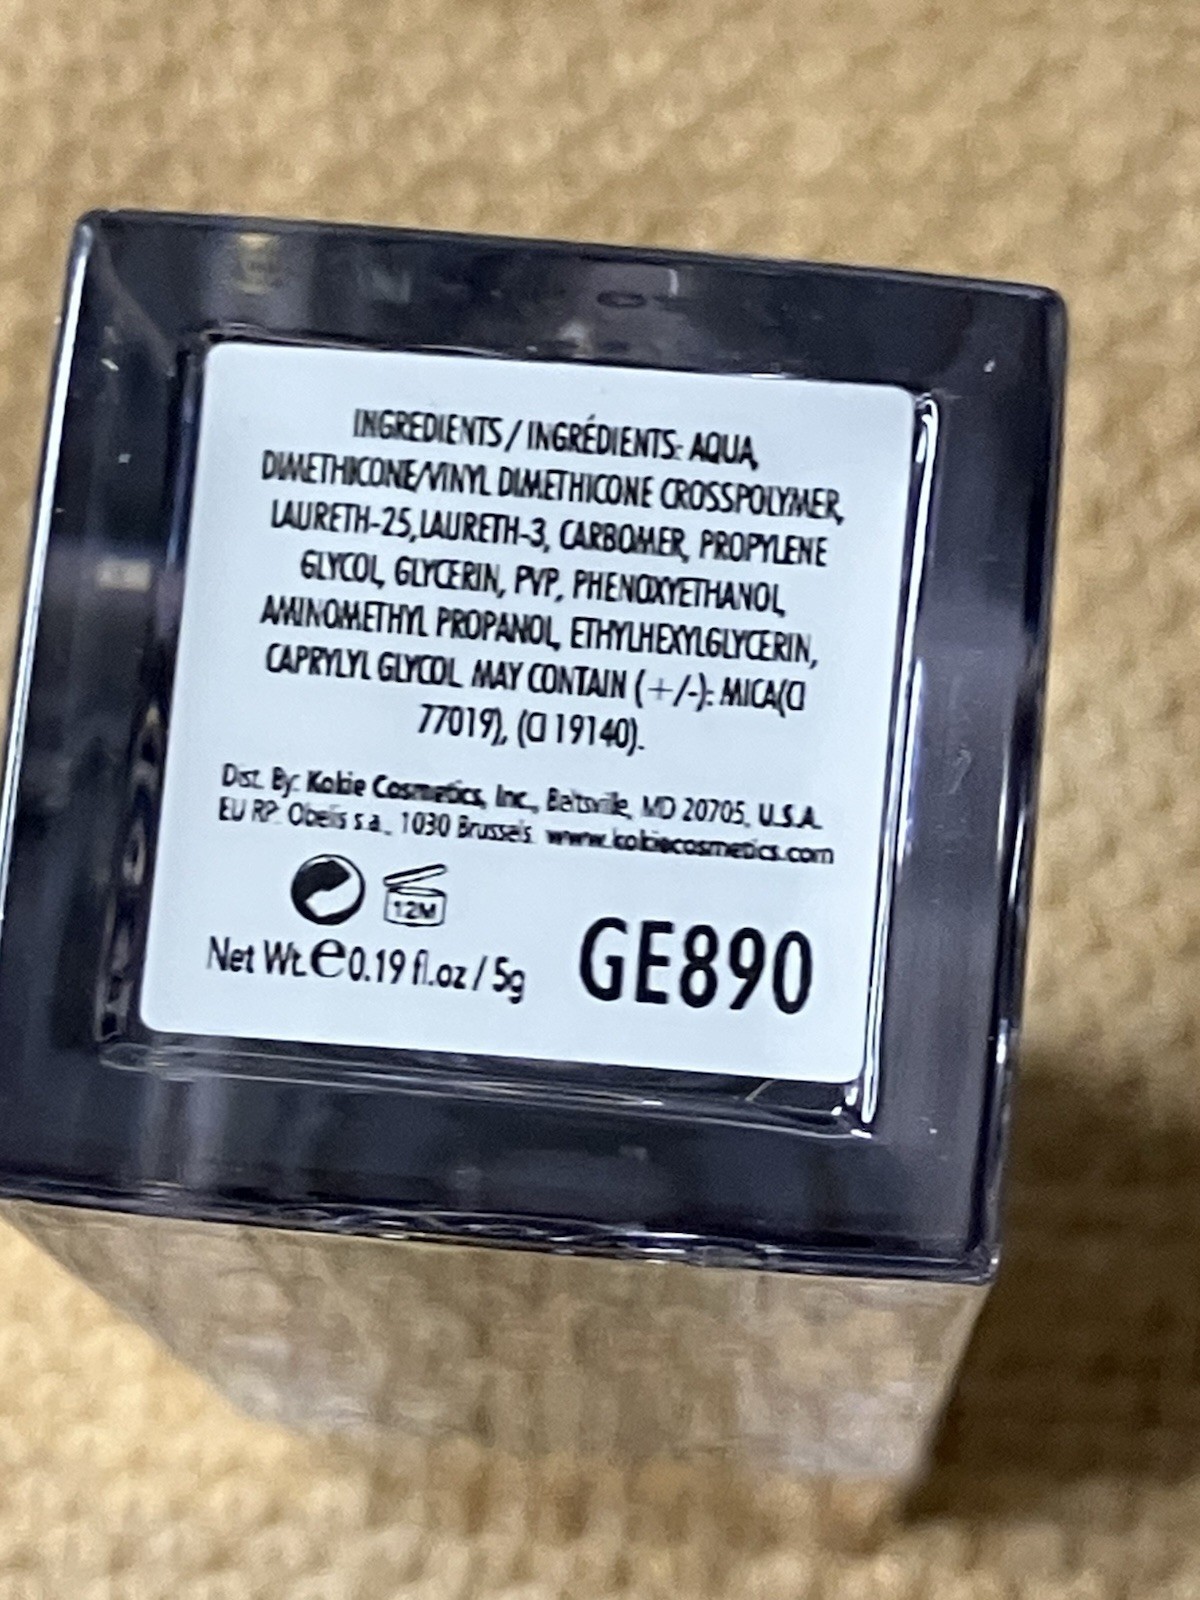 INGREDIENTS / INGRÉDIENTS: AQUA,
DIMETHICONE/VINYL DIMETHICONE CROSSPOLYMER,
LAURETH-25,LAURETH-3, CARBOMER, PROPYLENE
GLYCOL, GLYCERIN, PVP, PHENOXYETHANOL,
AMINOMETHYL PROPANOL, ETHYLHEXYLGLYCERIN,
CAPRYLYL GLYCOL. MAY CONTAIN (+/-): MICA(CI
77019), (CI 19140).
Dist. By: Kokie Cosmetics, Inc., Beltsville, MD 20705, U.S.A.
EU RP: Obelis s.a., 1030 Brussels. www.kokiecosmetics.com
12M
Net Wt.℮0.19 fl.oz / 5g GE890